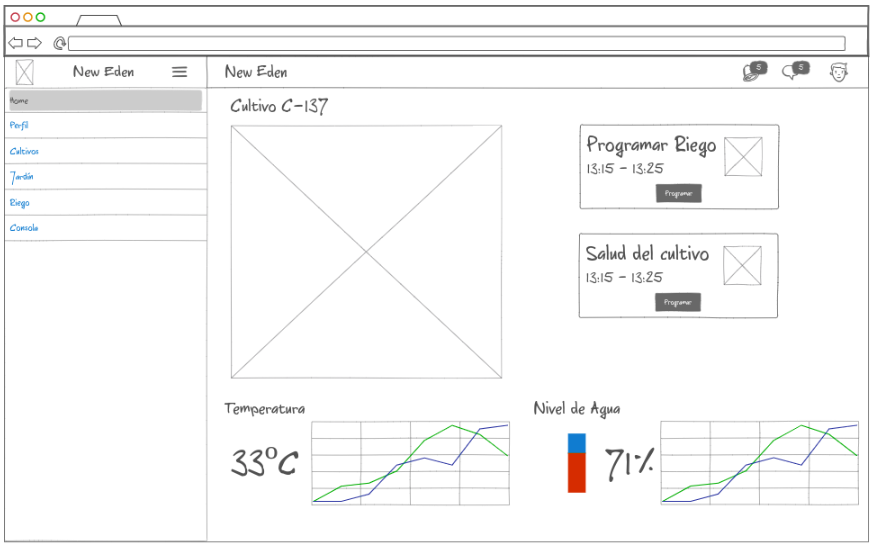 New Eden
New Eden
5
5
Home
Perfil
Cultivos
Jardín
Riego
Consola
Cultivo C-137
Programar Riego
13:15 - 13:25
Programar
Salud del cultivo
13:15 - 13:25
Programar
Temperatura
33°C
Nivel de Agua
71%